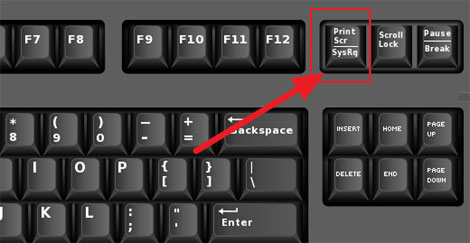 F7 F8 F9 F10 F11 F12
Print
Scr
SysRq
Scroll
Lock
Pause
Break
*
8
(
9
)
0
_
-
+
=
Backspace
INSERT
HOME
PAGE
UP
I
O
P
{
[
}
]
|
\
DELETE
END
PAGE
DOWN
J
K
L
:
;
"
'
Enter